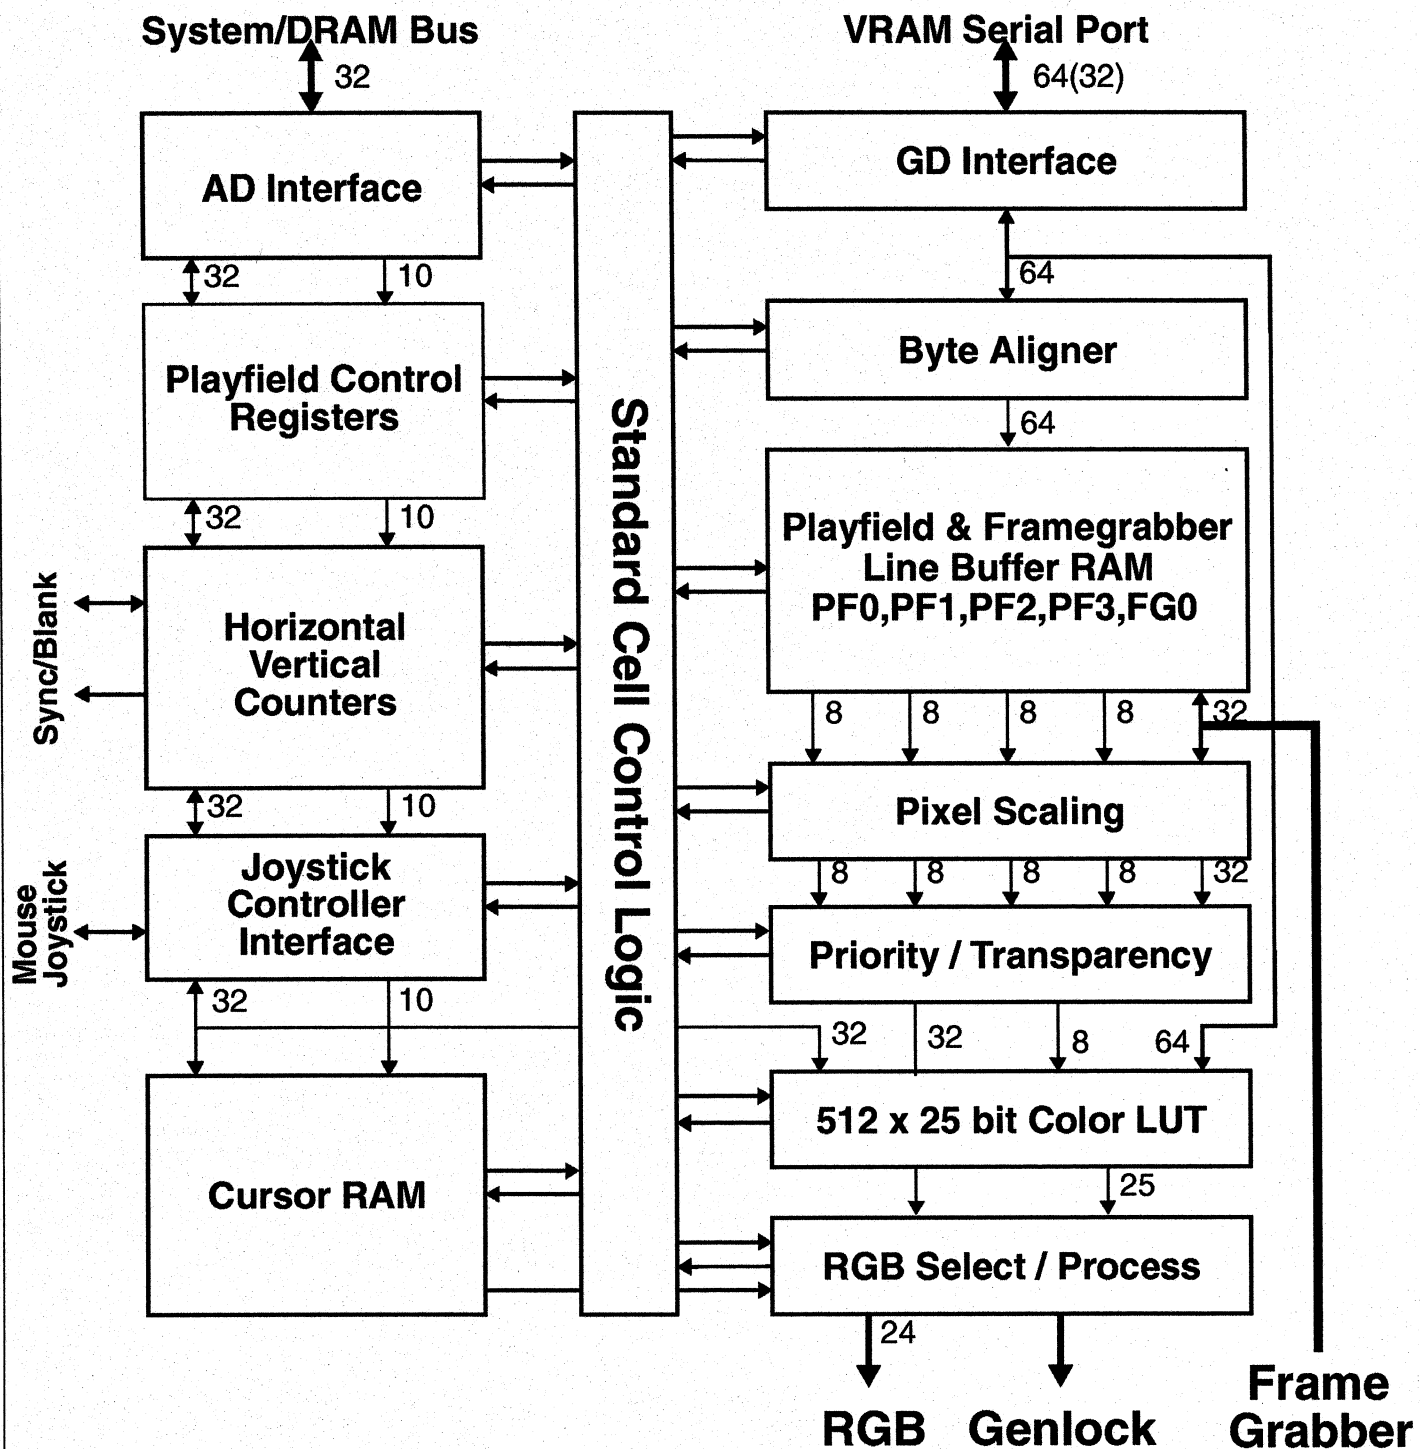 System/DRAM Bus
32
VRAM Serial Port
64(32)
AD Interface
GD Interface
32
10
64
Playfield Control
Registers
Byte Aligner
64
32
10
Playfield & Framegrabber
Line Buffer RAM
PF0,PF1,PF2,PF3,FG0
Sync/Blank
Horizontal
Vertical
Counters
Standard Cell Control Logic
8
8
8
8
32
32
10
Pixel Scaling
8
8
8
8
32
Mouse
Joystick
Joystick
Controller
Interface
Priority / Transparency
32
10
32
32
8
64
512 x 25 bit Color LUT
Cursor RAM
25
RGB Select / Process
24
RGB
Genlock
Frame
Grabber